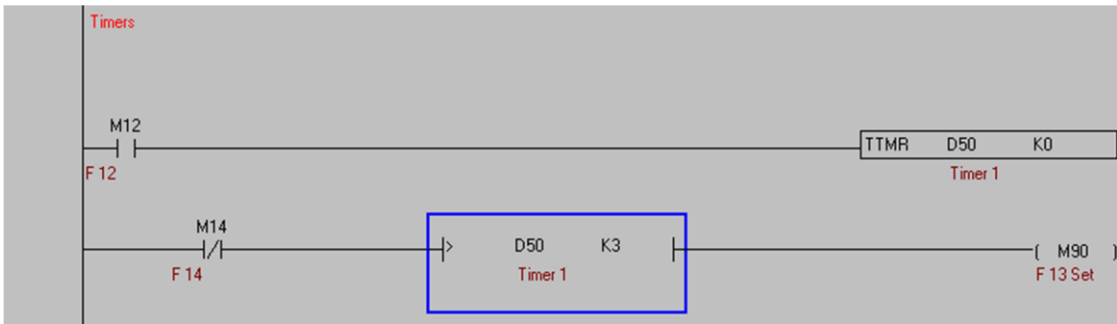 Timers
M12
TTMR D50 K0
F 12
Timer 1
M14
> D50 K3
( M90 )
F 14
Timer 1
F 13 Set